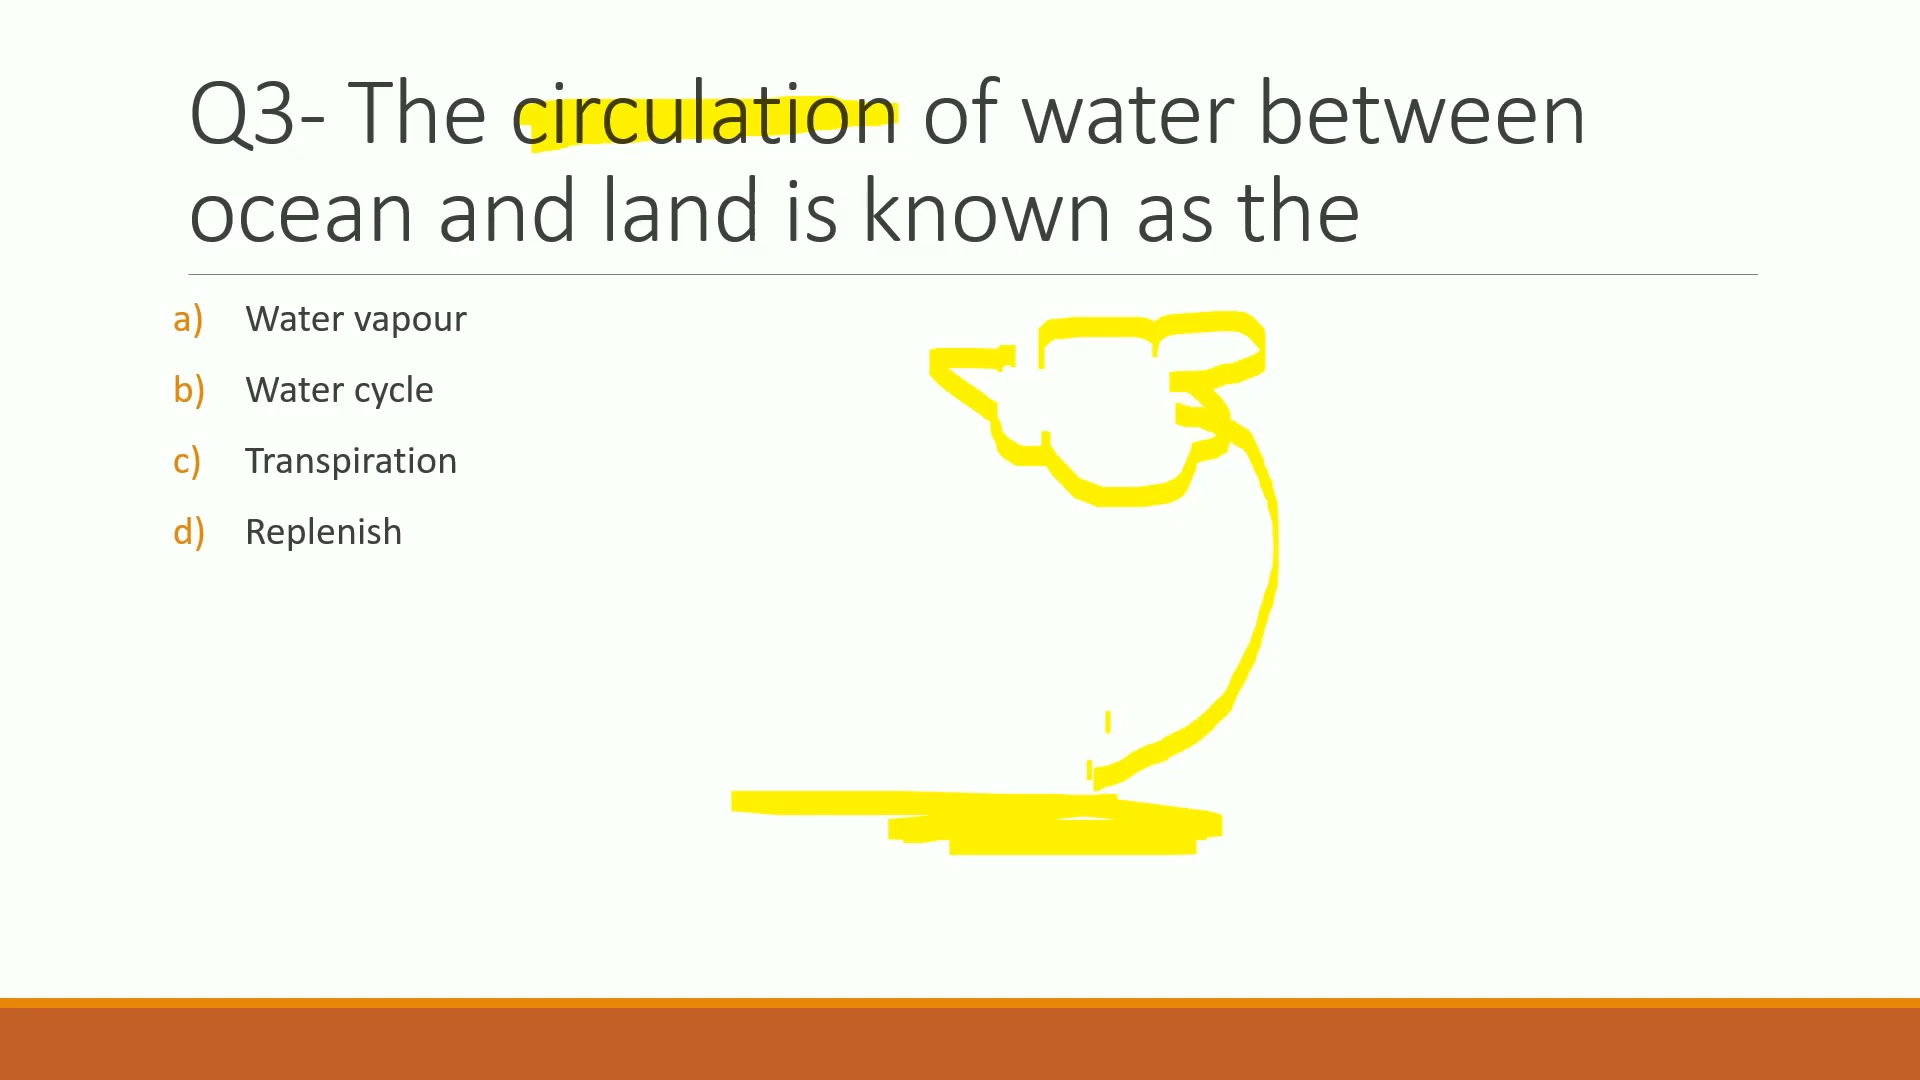 Q3- The circulation of water between
ocean and land is known as the
a) Water vapour
b) Water cycle
c) Transpiration
d) Replenish